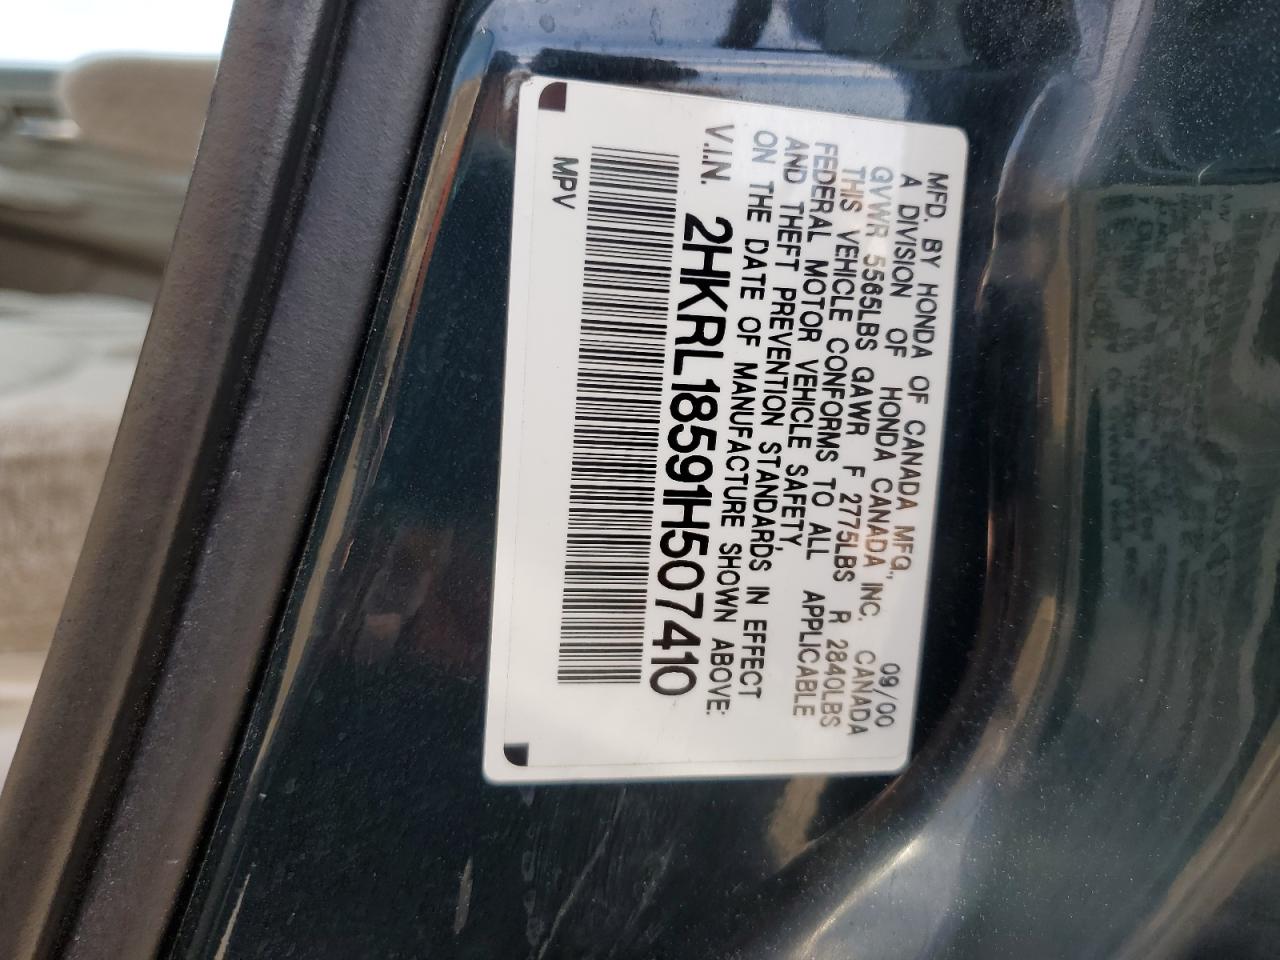 MFD. BY HONDA OF CANADA MFG.,
A DIVISION OF HONDA CANADA INC. 09/00
GVWR 5565LBS GAWR F 2775LBS R 2840LBS
THIS VEHICLE CONFORMS TO ALL APPLICABLE CANADA
FEDERAL MOTOR VEHICLE SAFETY
AND THEFT PREVENTION STANDARDS IN EFFECT
ON THE DATE OF MANUFACTURE SHOWN ABOVE:
V.I.N. 2HKRL18591H507410
MPV